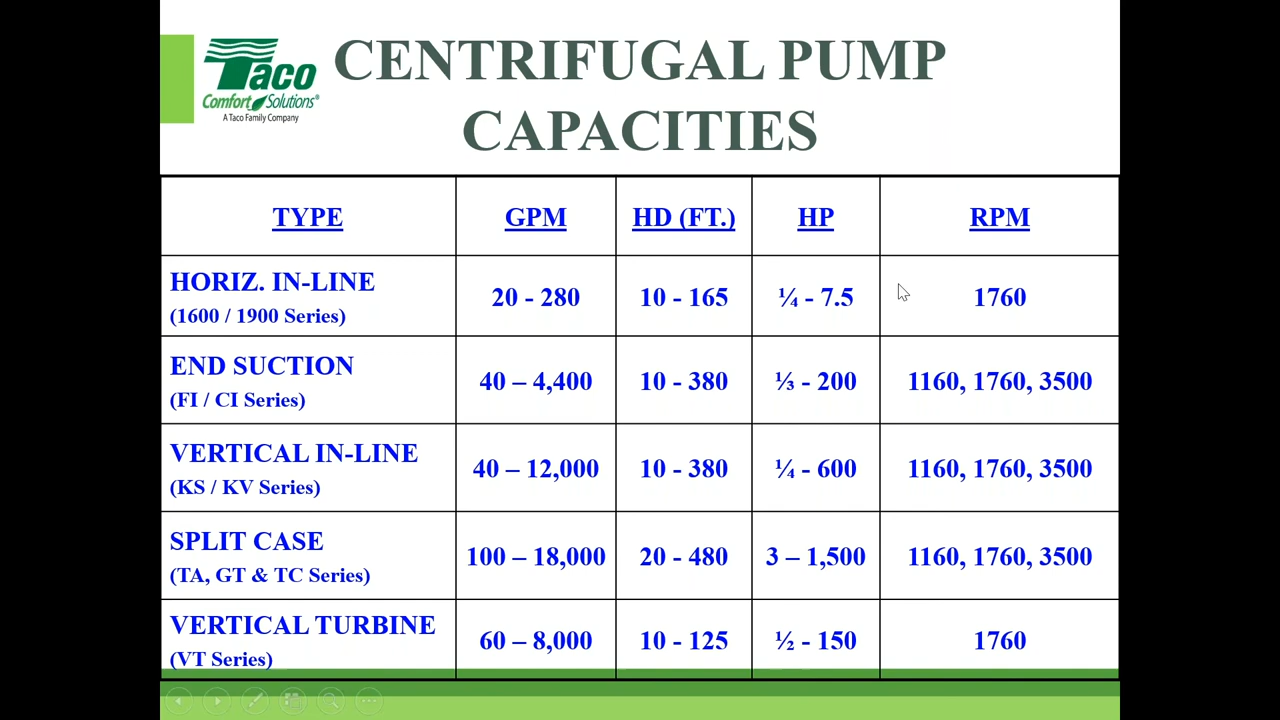 Taco
Comfort Solutions®
A Taco Family Company
CENTRIFUGAL PUMP
CAPACITIES
TYPE GPM HD (FT.) HP RPM
HORIZ. IN-LINE
(1600 / 1900 Series) 20 - 280 10 - 165 ¼ - 7.5 1760
END SUCTION
(FI / CI Series) 40 – 4,400 10 - 380 ⅓ - 200 1160, 1760, 3500
VERTICAL IN-LINE
(KS / KV Series) 40 – 12,000 10 - 380 ¼ - 600 1160, 1760, 3500
SPLIT CASE
(TA, GT & TC Series) 100 – 18,000 20 - 480 3 – 1,500 1160, 1760, 3500
VERTICAL TURBINE
(VT Series) 60 – 8,000 10 - 125 ½ - 150 1760